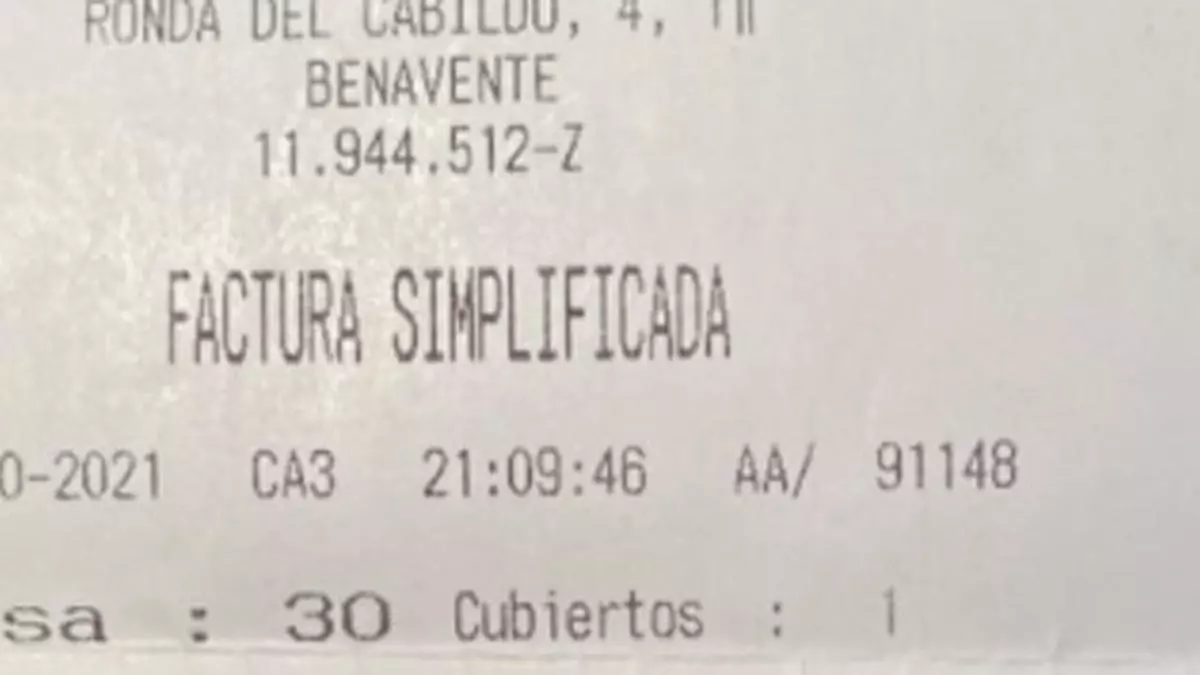 RONDA DEL CABILDO, 4,
BENAVENTE
11.944.512-Z
FACTURA SIMPLIFICADA
0-2021 CA3 21:09:46 AA/ 91148
sa : 30 Cubiertos : 1